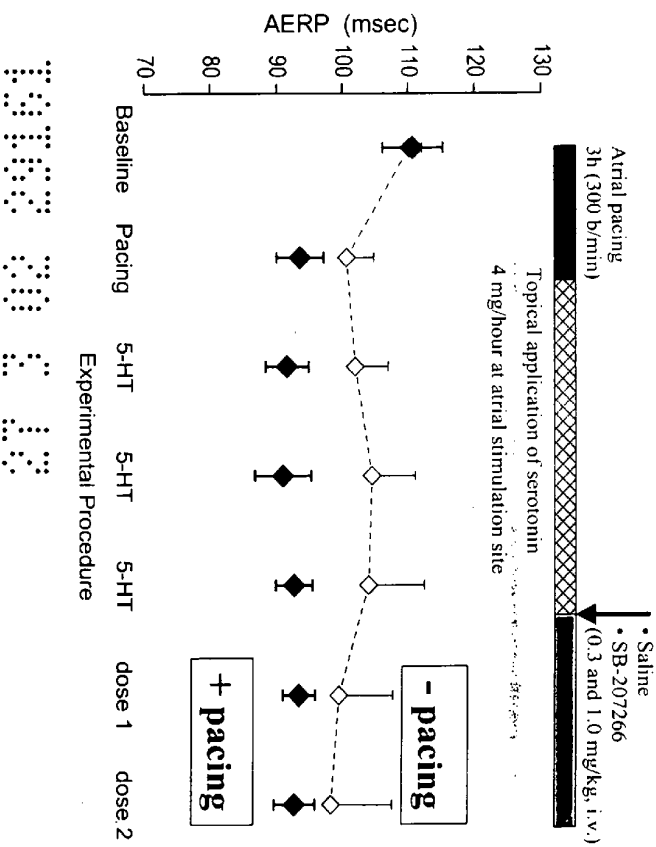 Atrial pacing
3h (300 b/min)
Topical application of serotonin
4 mg/hour at atrial stimulation site
• Saline
• SB-207266
(0.3 and 1.0 mg/kg, i.v.)
AERP (msec)
130
120
110
100
90
80
70
- pacing
+ pacing
Baseline
Pacing
5-HT
5-HT
5-HT
dose 1
dose 2
Experimental Procedure